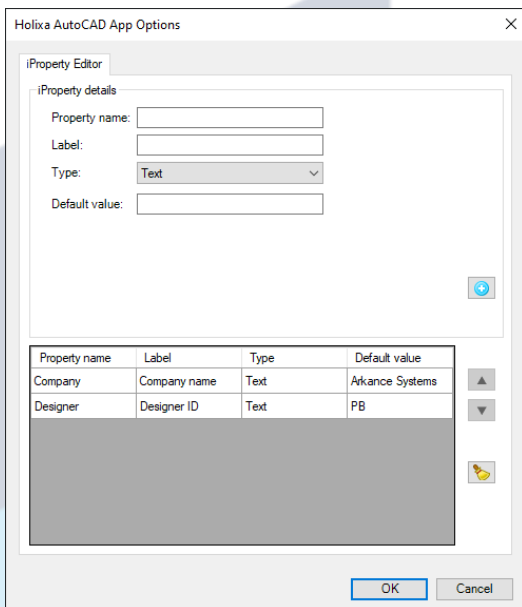 Holixa AutoCAD App Options
iProperty Editor
iProperty details
Property name:
Label:
Type: Text
Default value:
Property name Label Type Default value
Company Company name Text Arkance Systems
Designer Designer ID Text PB
OK Cancel